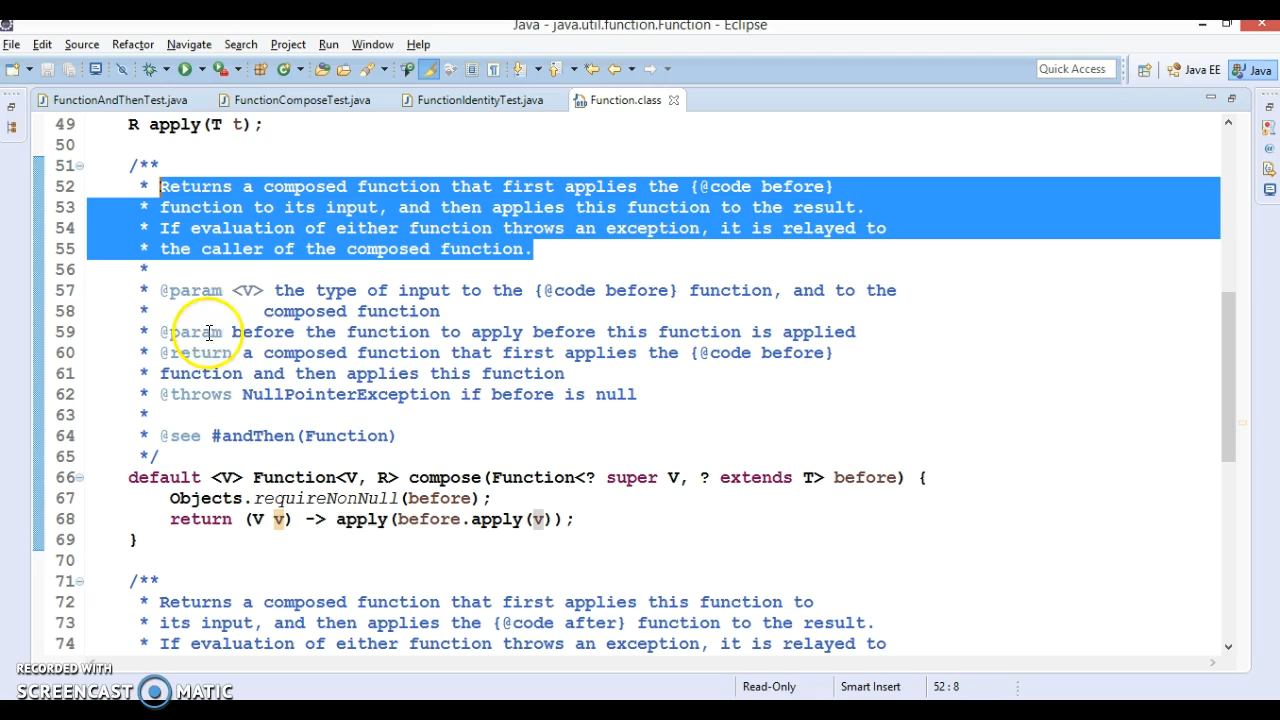 Java - java.util.function.Function - Eclipse
File Edit Source Refactor Navigate Search Project Run Window Help
Quick Access Java EE Java
FunctionAndThenTest.java FunctionComposeTest.java FunctionIdentityTest.java Function.class
49 R apply(T t);
50
51 /**
52 * Returns a composed function that first applies the {@code before}
53 * function to its input, and then applies this function to the result.
54 * If evaluation of either function throws an exception, it is relayed to
55 * the caller of the composed function.
56 *
57 * @param <V> the type of input to the {@code before} function, and to the
58 * composed function
59 * @param before the function to apply before this function is applied
60 * @return a composed function that first applies the {@code before}
61 * function and then applies this function
62 * @throws NullPointerException if before is null
63 *
64 * @see #andThen(Function)
65 */
66 default <V> Function<V, R> compose(Function<? super V, ? extends T> before) {
67 Objects.requireNonNull(before);
68 return (V v) -> apply(before.apply(v));
69 }
70
71 /**
72 * Returns a composed function that first applies this function to
73 * its input, and then applies the {@code after} function to the result.
74 * If evaluation of either function throws an exception, it is relayed to
RECORDED WITH
SCREENCAST MATIC
Read-Only Smart Insert 52 : 8